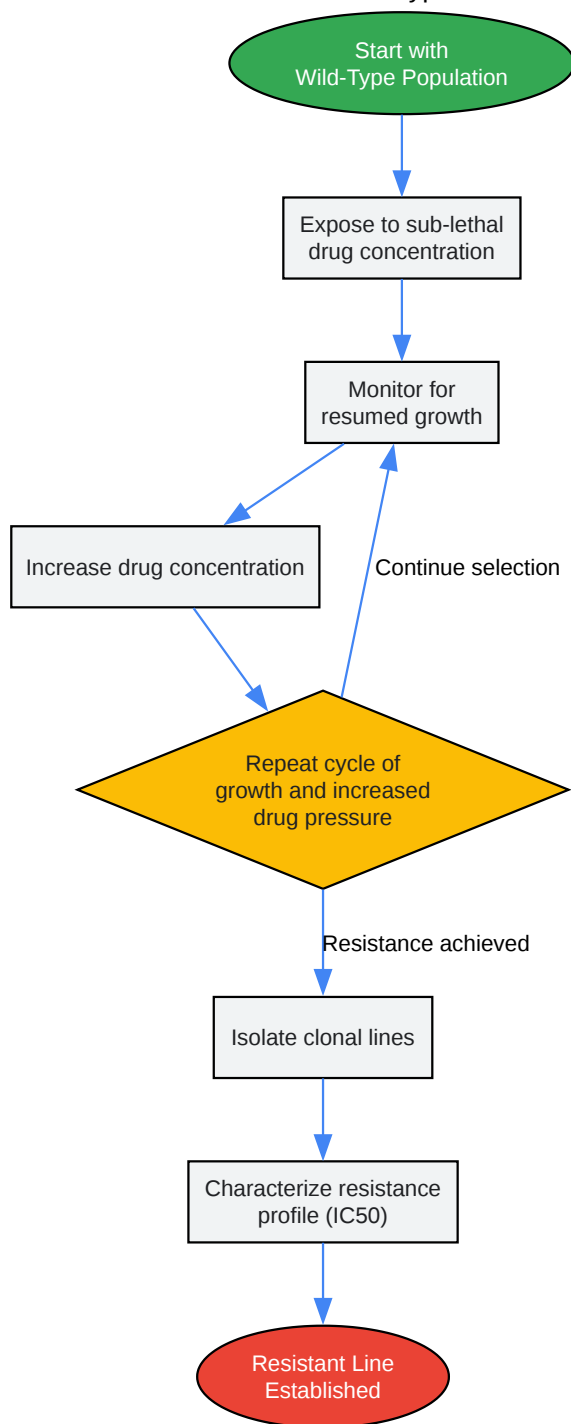 Start with
Wild-Type Population
Expose to sub-lethal
drug concentration
Monitor for
resumed growth
Increase drug concentration
Continue selection
Repeat cycle of
growth and increased
drug pressure
Resistance achieved
Isolate clonal lines
Characterize resistance
profile (IC50)
Resistant Line
Established